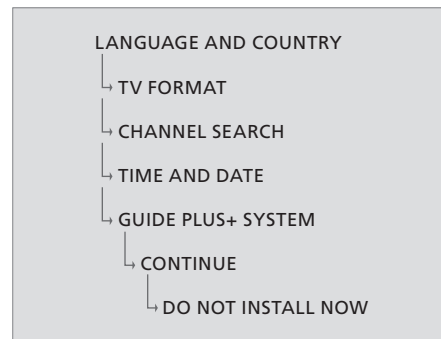 LANGUAGE AND COUNTRY
TV FORMAT
CHANNEL SEARCH
TIME AND DATE
GUIDE PLUS+ SYSTEM
CONTINUE
DO NOT INSTALL NOW